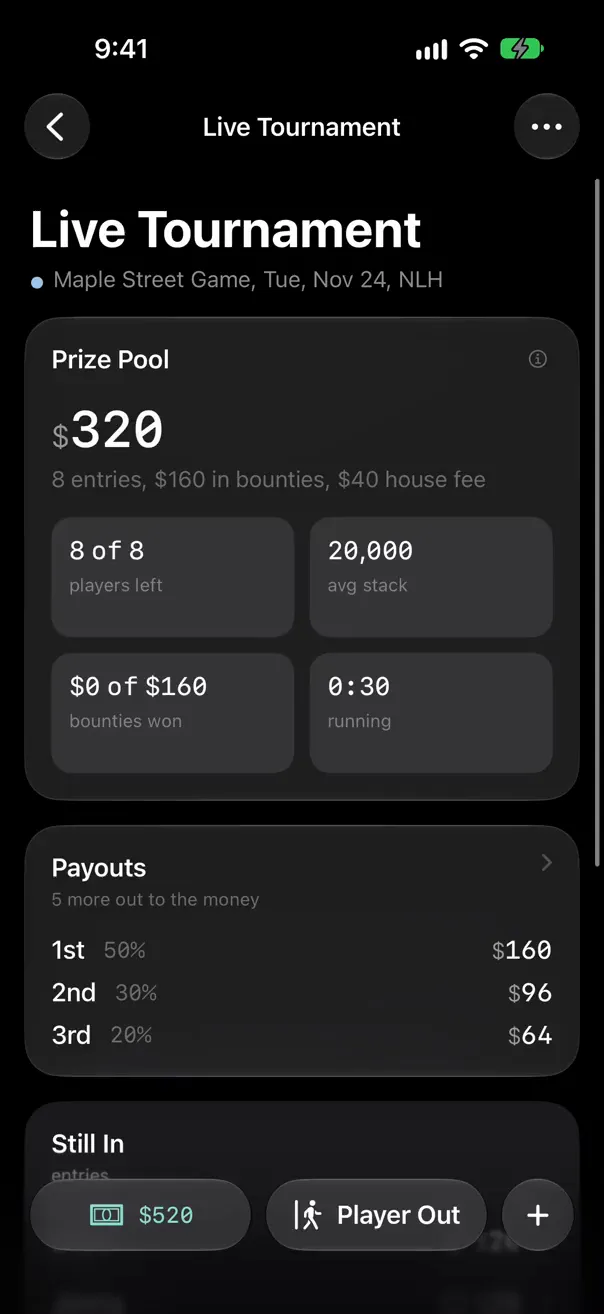 9:41
Live Tournament
Live Tournament
Maple Street Game, Tue, Nov 24, NLH
Prize Pool
$320
8 entries, $160 in bounties, $40 house fee
8 of 8
20,000
players left
avg stack
$0 of $160
0:30
bounties won
running
Payouts
5 more out to the money
1st 50% $160
2nd 30% $96
3rd 20% $64
Still In
entries
$520
Player Out